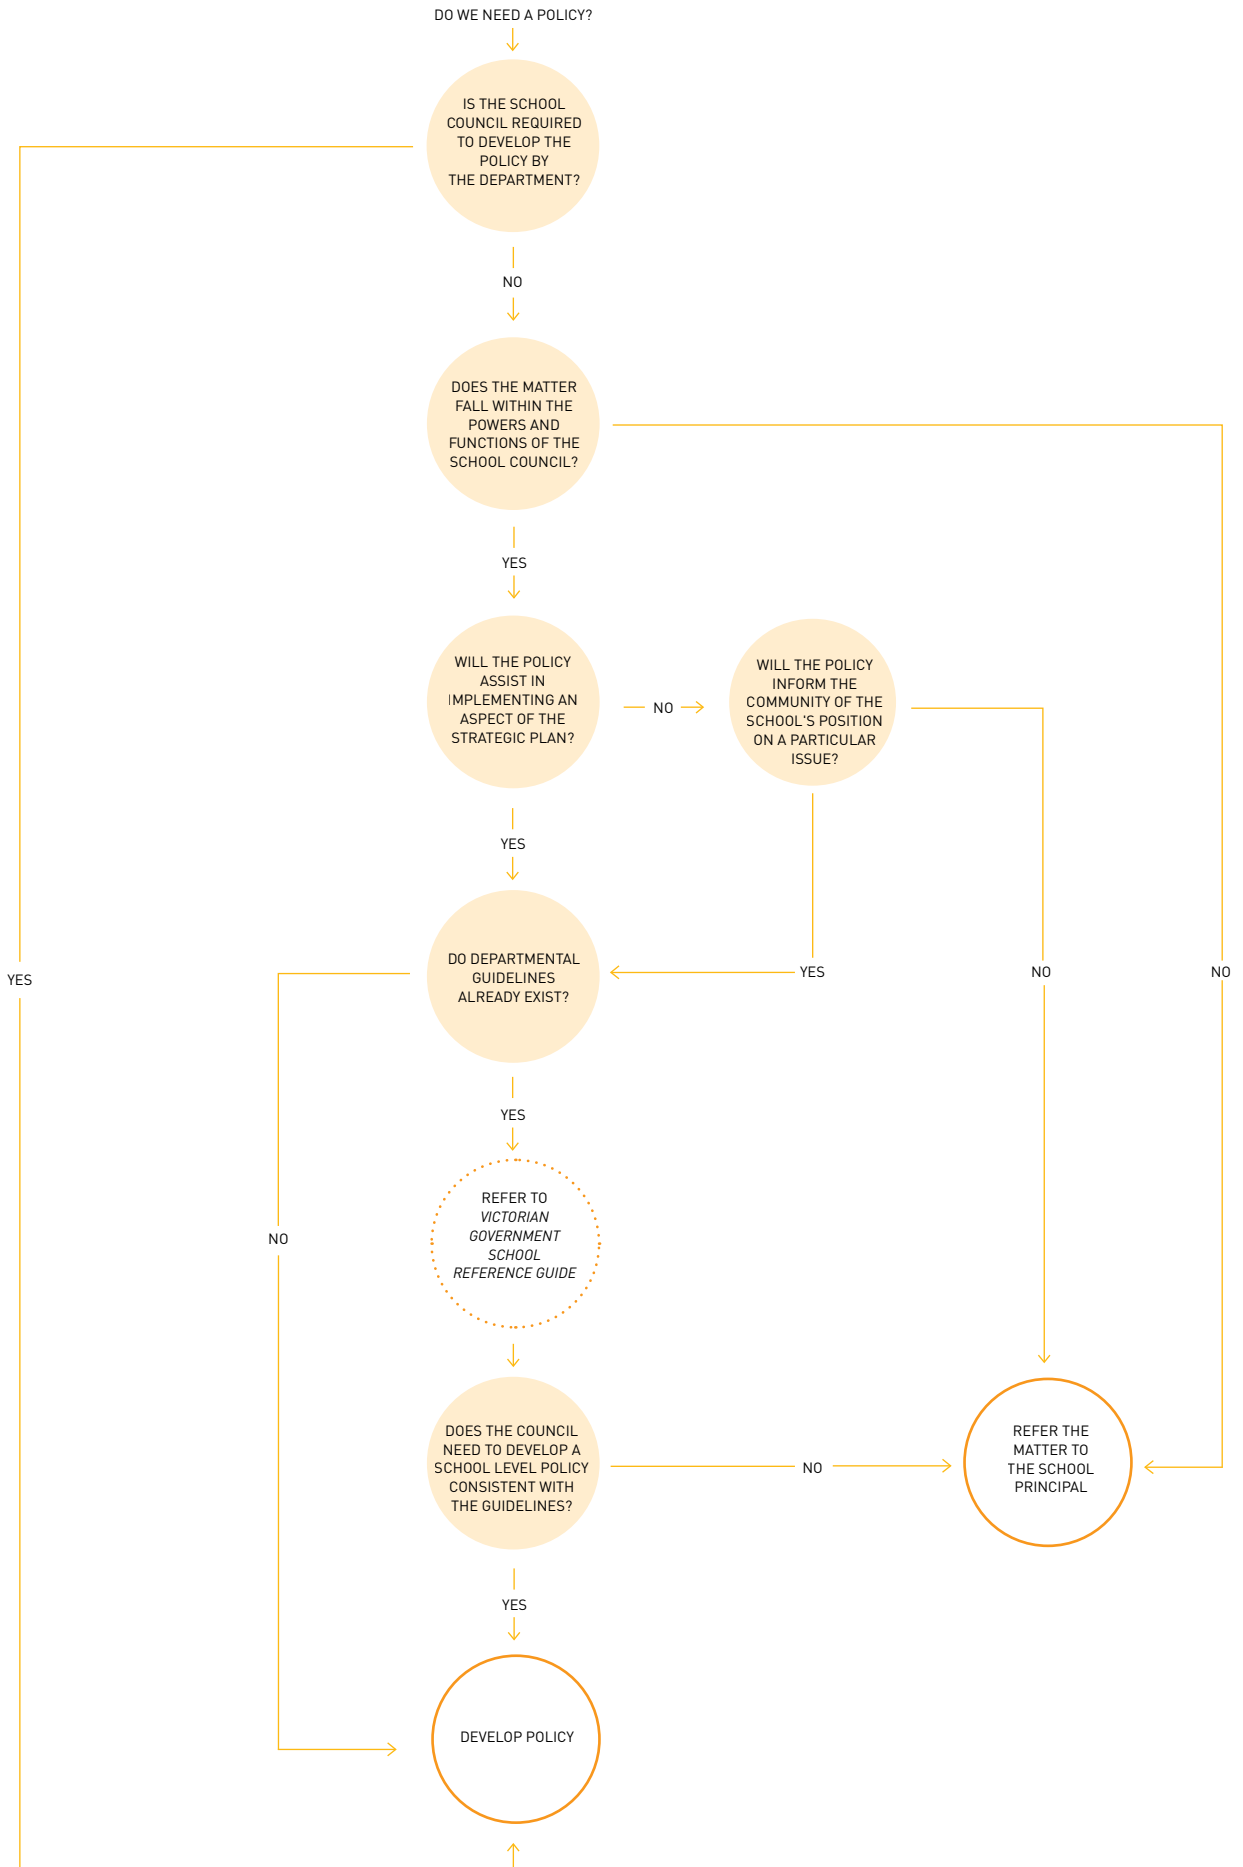 DO WE NEED A POLICY?
IS THE SCHOOL
COUNCIL REQUIRED
TO DEVELOP THE
POLICY BY
THE DEPARTMENT?
NO
DOES THE MATTER
FALL WITHIN THE
POWERS AND
FUNCTIONS OF THE
SCHOOL COUNCIL?
YES
WILL THE POLICY
ASSIST IN
IMPLEMENTING AN
ASPECT OF THE
STRATEGIC PLAN?
NO
WILL THE POLICY
INFORM THE
COMMUNITY OF THE
SCHOOL'S POSITION
ON A PARTICULAR
ISSUE?
YES
DO DEPARTMENTAL
GUIDELINES
ALREADY EXIST?
YES
YES
NO
NO
YES
REFER TO
VICTORIAN
GOVERNMENT
SCHOOL
REFERENCE GUIDE
NO
DOES THE COUNCIL
NEED TO DEVELOP A
SCHOOL LEVEL POLICY
CONSISTENT WITH
THE GUIDELINES?
NO
REFER THE
MATTER TO
THE SCHOOL
PRINCIPAL
YES
DEVELOP POLICY